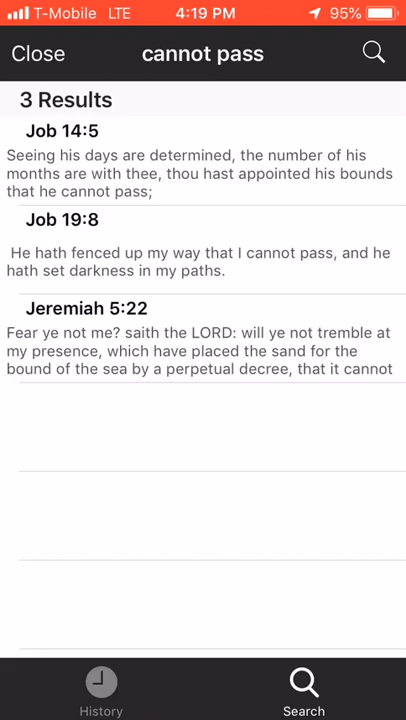 T-Mobile LTE 4:19 PM 95%
Close cannot pass
3 Results
Job 14:5
Seeing his days are determined, the number of his
months are with thee, thou hast appointed his bounds
that he cannot pass;
Job 19:8
He hath fenced up my way that I cannot pass, and he
hath set darkness in my paths.
Jeremiah 5:22
Fear ye not me? saith the LORD: will ye not tremble at
my presence, which have placed the sand for the
bound of the sea by a perpetual decree, that it cannot
History Search